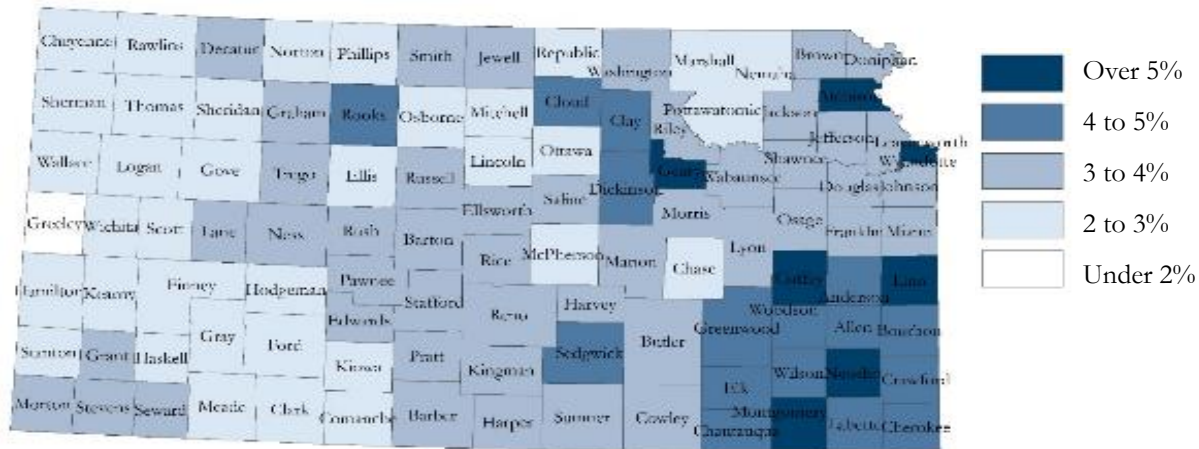 Cheyenne Rawlins Decatur Norton Phillips Smith Jewell Republic Washington Marshall Nemaha Brown Doniphan
Sherman Thomas Sheridan Graham Rooks Osborne Mitchell Cloud Clay Riley Pottawatomie Jackson Atchison
Jefferson Leavenworth Wyandotte
Wallace Logan Gove Trego Ellis Russell Lincoln Ottawa Dickinson Geary Wabaunsee Shawnee Douglas Johnson
Ellsworth Saline Morris Osage Franklin Miami
Greeley Wichita Scott Lane Ness Rush Barton Rice McPherson Marion Chase Lyon Coffey Anderson Linn
Hamilton Kearny Finney Hodgeman Pawnee Edwards Stafford Reno Harvey Butler Greenwood Woodson Allen Bourbon
Stanton Grant Haskell Gray Ford Kiowa Pratt Kingman Sedgwick Elk Wilson Neosho Crawford
Morton Stevens Seward Meade Clark Comanche Barber Harper Sumner Cowley Chautauqua Montgomery Labette Cherokee
Over 5%
4 to 5%
3 to 4%
2 to 3%
Under 2%